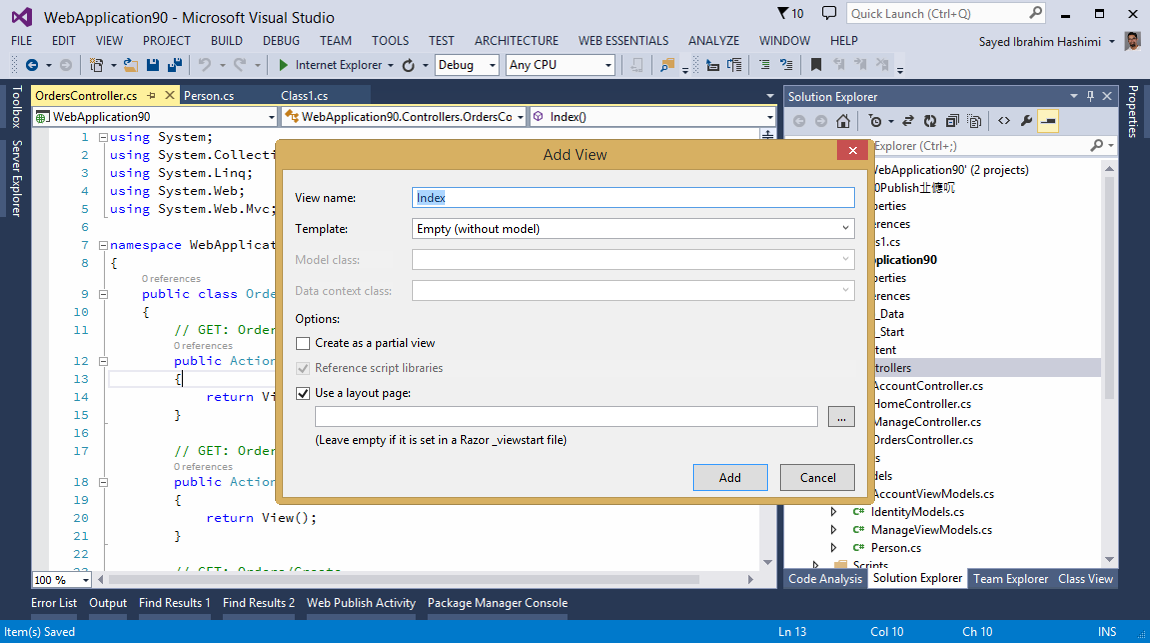 WebApplication90 - Microsoft Visual Studio
10
Quick Launch (Ctrl+Q)
FILE EDIT VIEW PROJECT BUILD DEBUG TEAM TOOLS TEST ARCHITECTURE WEB ESSENTIALS ANALYZE WINDOW HELP Sayed Ibrahim Hashimi
Internet Explorer Debug Any CPU
Toolbox
Server Explorer
OrdersController.cs Person.cs Class1.cs
WebApplication90 WebApplication90.Controllers.OrdersCo Index()
1 using System;
2 using System.Collecti
3 using System.Linq;
4 using System.Web;
5 using System.Web.Mvc;
6
7 namespace WebApplicat
8 {
0 references
9 public class Orde
10 {
11 // GET: Order
0 references
12 public Action
13 {
14 return Vi
15 }
16
17 // GET: Order
0 references
18 public Action
19 {
20 return View();
21 }
22
23 // GET: Orders/Create
100 %
Add View
View name: Index
Template: Empty (without model)
Model class:
Data context class:
Options:
Create as a partial view
Reference script libraries
Use a layout page:
...
(Leave empty if it is set in a Razor _viewstart file)
Add Cancel
Solution Explorer
Explorer (Ctrl+;)
WebApplication90' (2 projects)
0Publish
perties
erences
s1.cs
plication90
perties
erences
_Data
_Start
tent
trollers
AccountController.cs
HomeController.cs
ManageController.cs
OrdersController.cs
s
dels
AccountViewModels.cs
C# IdentityModels.cs
C# ManageViewModels.cs
C# Person.cs
Scripts
Code Analysis Solution Explorer Team Explorer Class View
Properties
Error List Output Find Results 1 Find Results 2 Web Publish Activity Package Manager Console
Item(s) Saved Ln 13 Col 10 Ch 10 INS